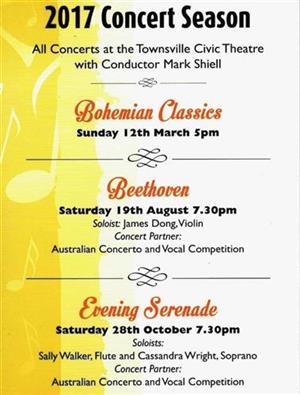 2017 Concert Season
All Concerts at the Townsville Civic Theatre
with Conductor Mark Shiell
Bohemian Classics
Sunday 12th March 5pm
Beethoven
Saturday 19th August 7.30pm
Soloist: James Dong, Violin
Concert Partner:
Australian Concerto and Vocal Competition
Evening Serenade
Saturday 28th October 7.30pm
Soloists:
Sally Walker, Flute and Cassandra Wright, Soprano
Concert Partner:
Australian Concerto and Vocal Competition